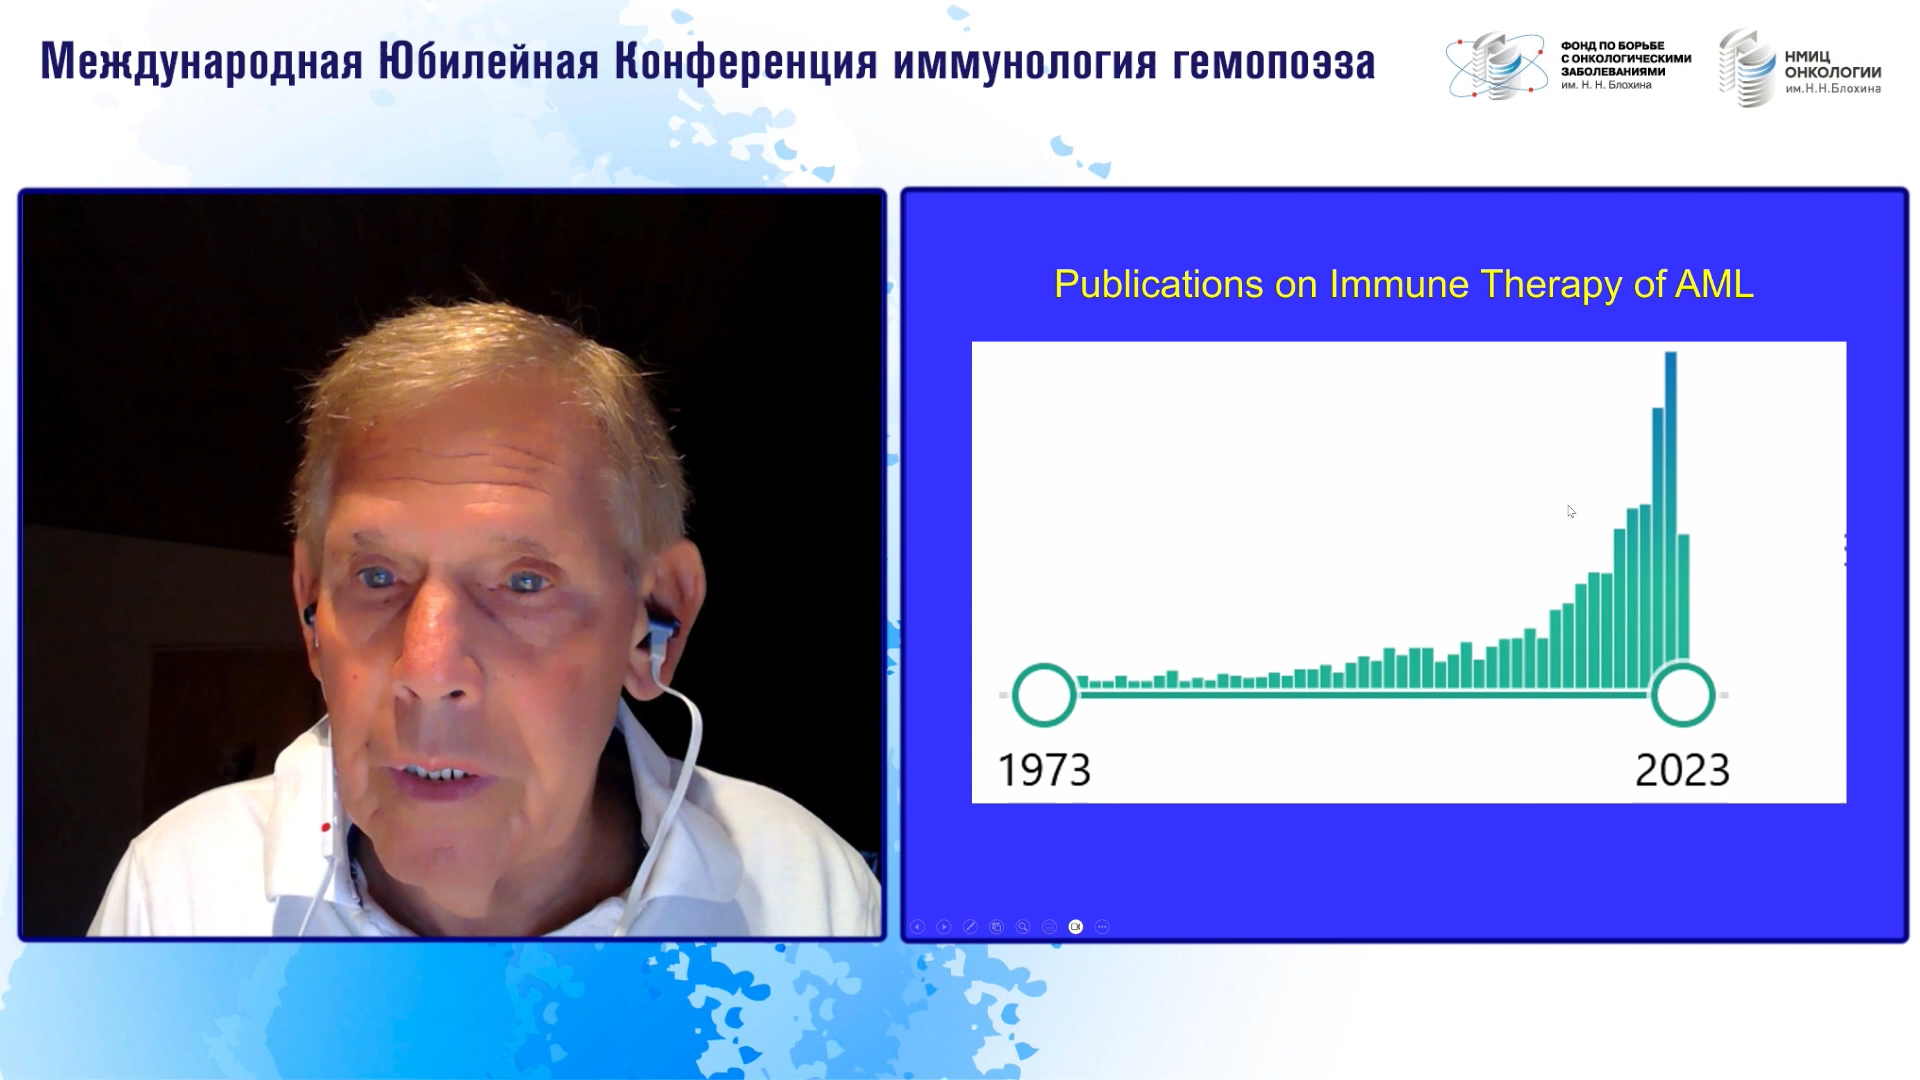 Международная Юбилейная Конференция иммунология гемопоэза
ФОНД ПО БОРЬБЕ
С ОНКОЛОГИЧЕСКИМИ
ЗАБОЛЕВАНИЯМИ
им. Н. Н. Блохина
НМИЦ
ОНКОЛОГИИ
им.Н.Н.Блохина
Publications on Immune Therapy of AML
1973
2023